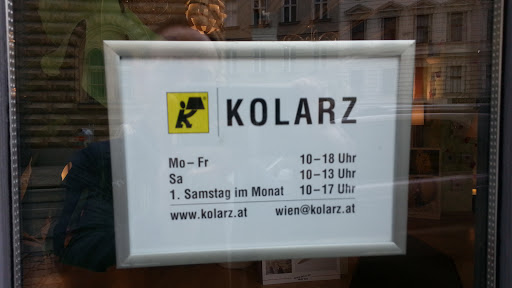 KOLARZ
Mo – Fr 10 – 18 Uhr
Sa 10 – 13 Uhr
1. Samstag im Monat 10 – 17 Uhr
www.kolarz.at wien@kolarz.at